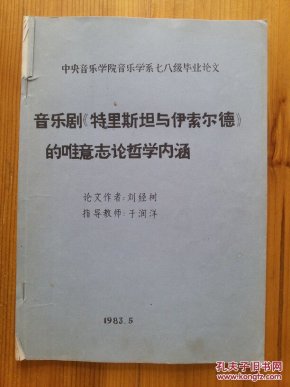 中央音乐学院音乐学系七八级毕业论文
音乐剧《特里斯坦与伊索尔德》
的唯意志论哲学内涵
论文作者：刘经树
指导教师：于润洋
1983.5
孔夫子旧书网